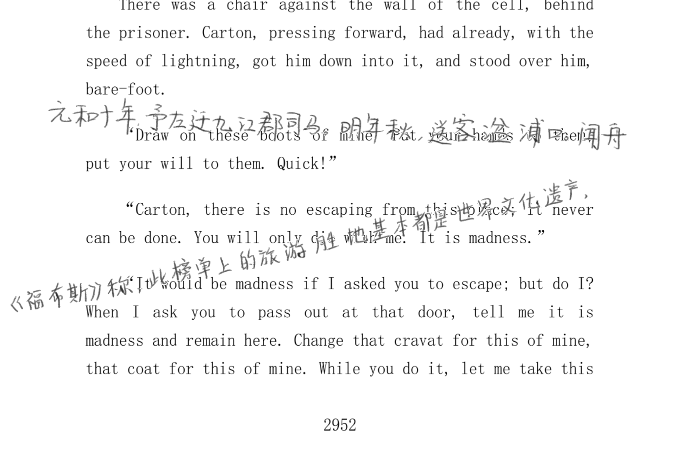 There was a chair against the wall of the cell, behind
the prisoner. Carton, pressing forward, had already, with the
speed of lightning, got him down into it, and stood over him,
bare-foot.
元和十年,予左迁九江郡司马。明年秋,送客湓浦口,闻舟
“Draw on these boots of mine. Put your hands to them;
put your will to them. Quick!”
“Carton, there is no escaping from this place; it never
can be done. You will only die with me. It is madness.”
《福布斯》称,此榜单上的旅游胜地基本都是世界文化遗产,
“It would be madness if I asked you to escape; but do I?
When I ask you to pass out at that door, tell me it is
madness and remain here. Change that cravat for this of mine,
that coat for this of mine. While you do it, let me take this
2952